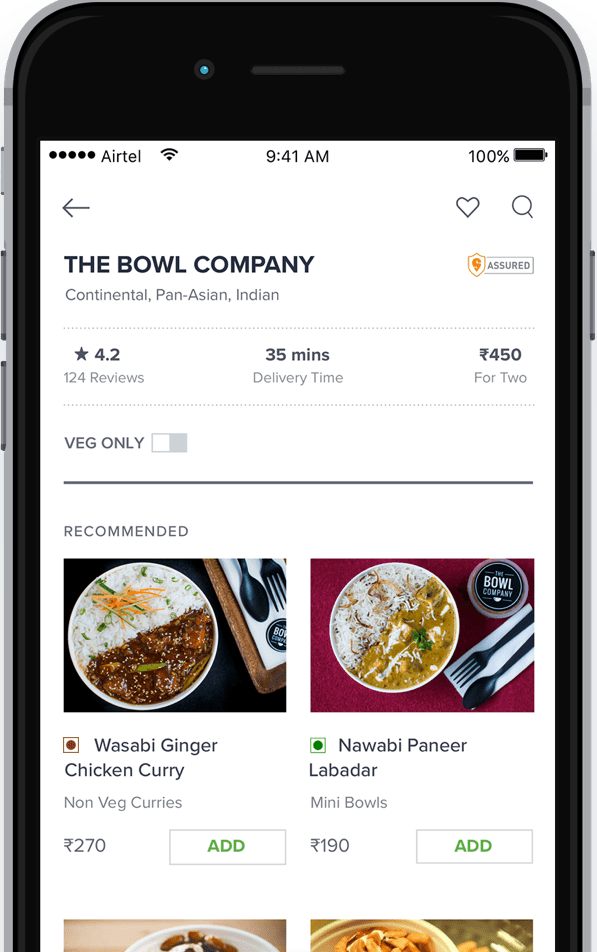 Airtel 9:41 AM 100%
THE BOWL COMPANY
ASSURED
Continental, Pan-Asian, Indian
★ 4.2 35 mins ₹450
124 Reviews Delivery Time For Two
VEG ONLY
RECOMMENDED
THE
BOWL
COMPANY
BOWL
COMPANY
Wasabi Ginger
Chicken Curry
Non Veg Curries
₹270 ADD
Nawabi Paneer
Labadar
Mini Bowls
₹190 ADD